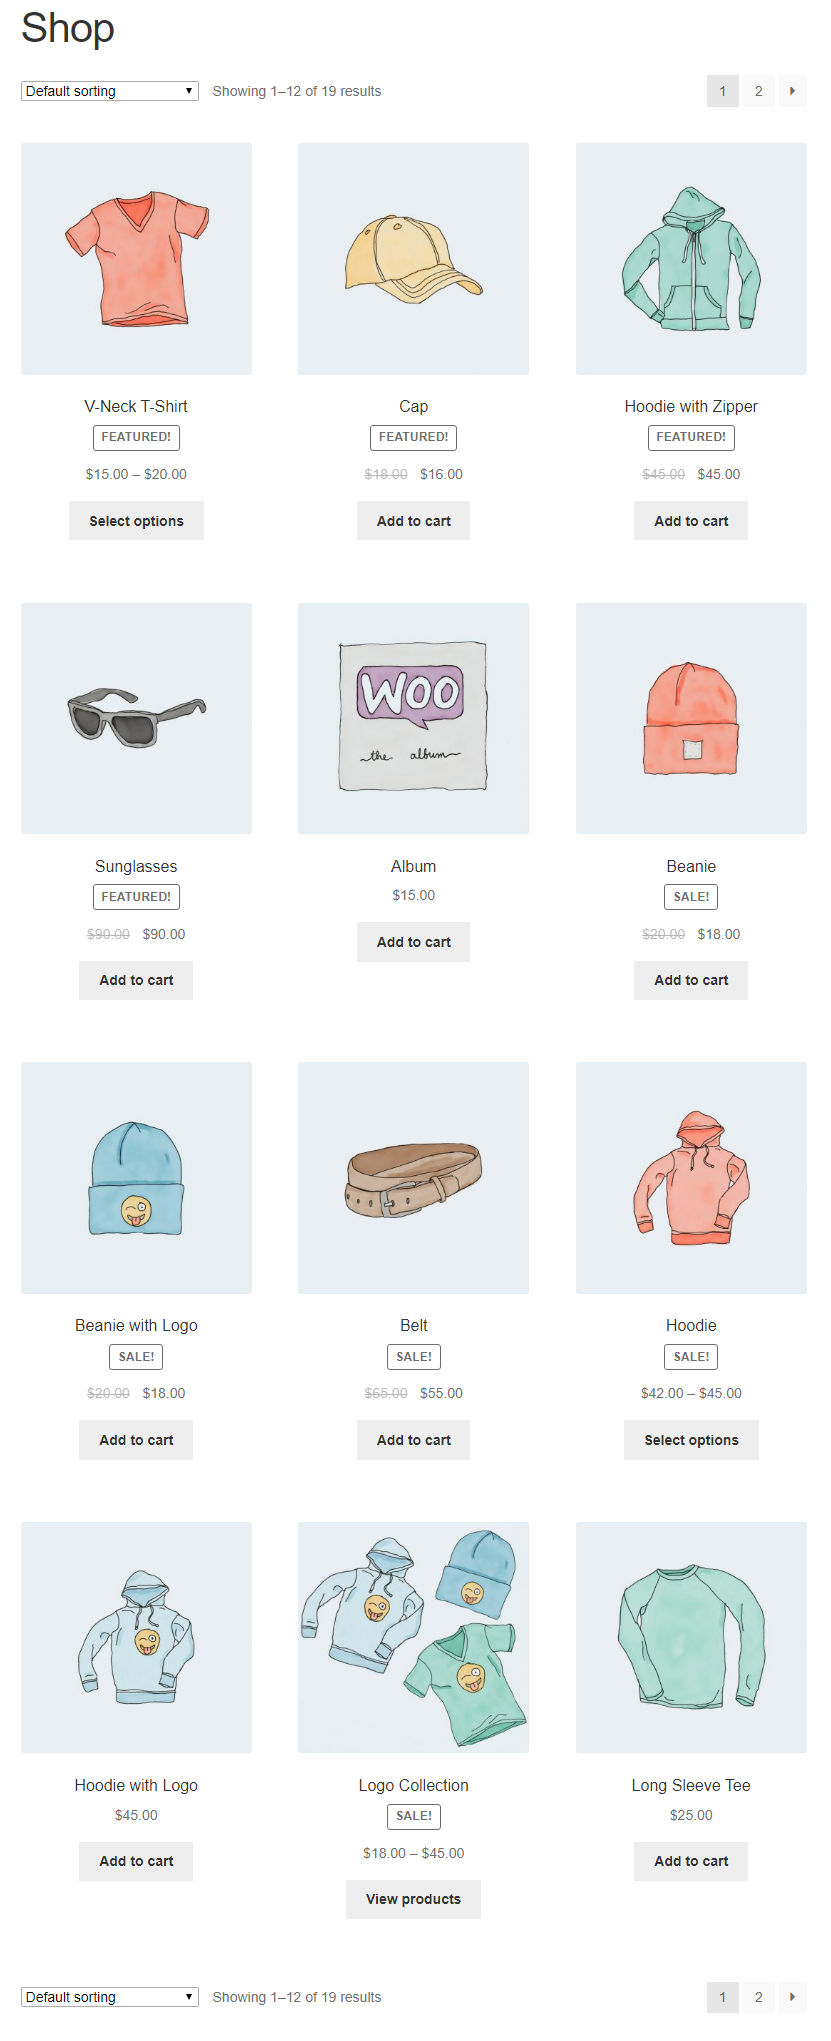 Shop
Default sorting Showing 1–12 of 19 results 1 2
V-Neck T-Shirt
FEATURED!
$15.00 – $20.00
Select options
Cap
FEATURED!
$18.00 $16.00
Add to cart
Hoodie with Zipper
FEATURED!
$45.00 $45.00
Add to cart
Sunglasses
FEATURED!
$90.00 $90.00
Add to cart
WOO
the album
Album
$15.00
Add to cart
Beanie
SALE!
$20.00 $18.00
Add to cart
Beanie with Logo
SALE!
$20.00 $18.00
Add to cart
Belt
SALE!
$65.00 $55.00
Add to cart
Hoodie
SALE!
$42.00 – $45.00
Select options
Hoodie with Logo
$45.00
Add to cart
Logo Collection
SALE!
$18.00 – $45.00
View products
Long Sleeve Tee
$25.00
Add to cart
Default sorting Showing 1–12 of 19 results 1 2